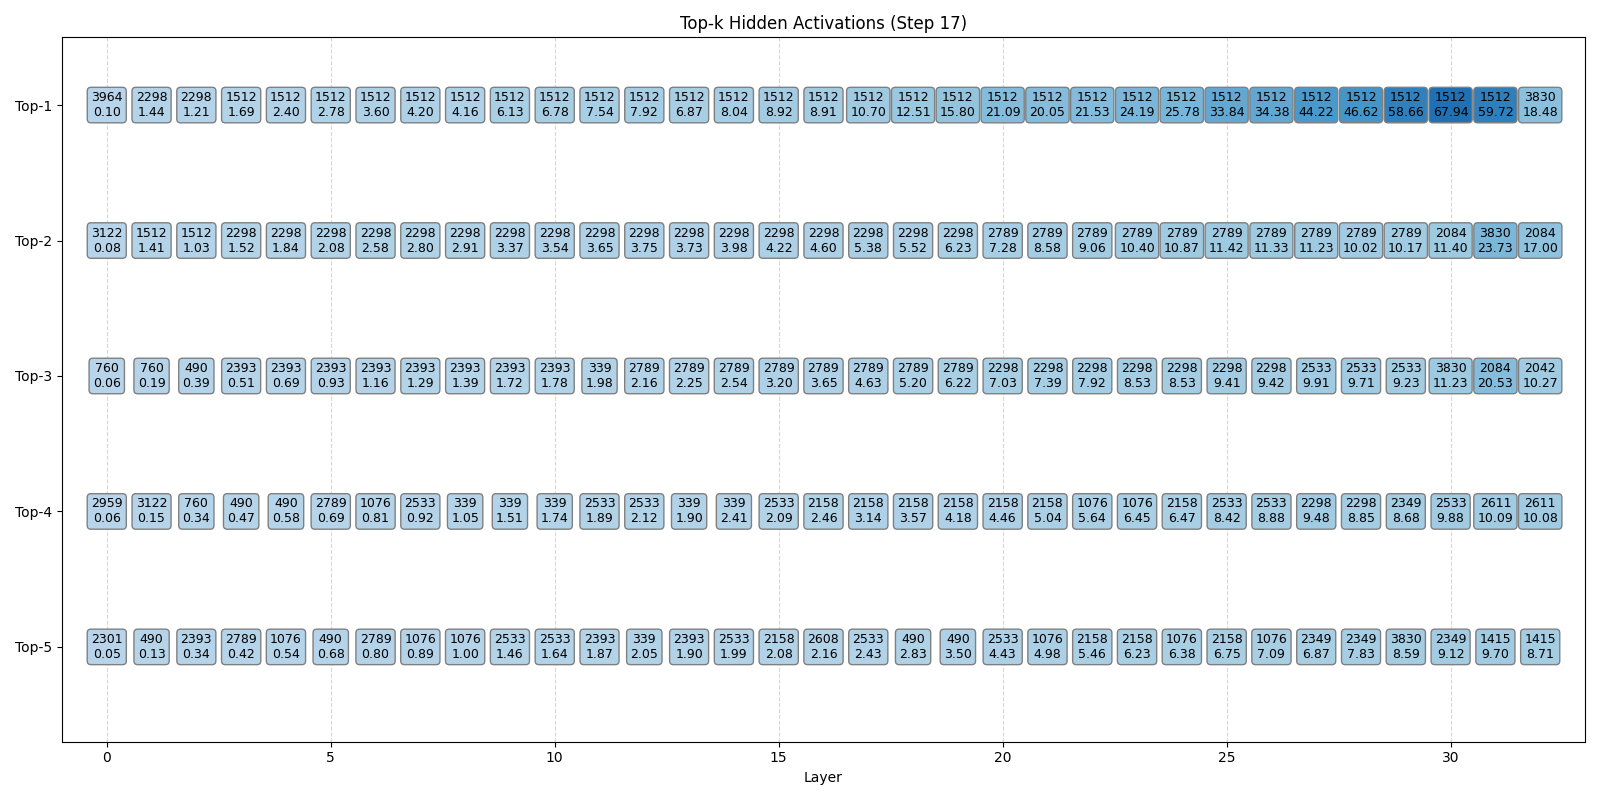 Top-k Hidden Activations (Step 17)
Top-1
3964 2298 2298 1512 1512 1512 1512 1512 1512 1512 1512 1512 1512 1512 1512 1512 1512 1512 1512 1512 1512 1512 1512 1512 1512 1512 1512 1512 1512 1512 1512 1512 3830
0.10 1.44 1.21 1.69 2.40 2.78 3.60 4.20 4.16 6.13 6.78 7.54 7.92 6.87 8.04 8.92 8.91 10.70 12.51 15.80 21.09 20.05 21.53 24.19 25.78 33.84 34.38 44.22 46.62 58.66 67.94 59.72 18.48
Top-2
3122 1512 1512 2298 2298 2298 2298 2298 2298 2298 2298 2298 2298 2298 2298 2298 2298 2298 2298 2298 2789 2789 2789 2789 2789 2789 2789 2789 2789 2789 2084 3830 2084
0.08 1.41 1.03 1.52 1.84 2.08 2.58 2.80 2.91 3.37 3.54 3.65 3.75 3.73 3.98 4.22 4.60 5.38 5.52 6.23 7.28 8.58 9.06 10.40 10.87 11.42 11.33 11.23 10.02 10.17 11.40 23.73 17.00
Top-3
760 760 490 2393 2393 2393 2393 2393 2393 2393 2393 339 2789 2789 2789 2789 2789 2789 2789 2789 2298 2298 2298 2298 2298 2298 2298 2533 2533 2533 3830 2084 2042
0.06 0.19 0.39 0.51 0.69 0.93 1.16 1.29 1.39 1.72 1.78 1.98 2.16 2.25 2.54 3.20 3.65 4.63 5.20 6.22 7.03 7.39 7.92 8.53 8.53 9.41 9.42 9.91 9.71 9.23 11.23 20.53 10.27
Top-4
2959 3122 760 490 490 2789 1076 2533 339 339 339 2533 2533 339 339 2533 2158 2158 2158 2158 2158 2158 1076 1076 2158 2533 2533 2298 2298 2349 2533 2611 2611
0.06 0.15 0.34 0.47 0.58 0.69 0.81 0.92 1.05 1.51 1.74 1.89 2.12 1.90 2.41 2.09 2.46 3.14 3.57 4.18 4.46 5.04 5.64 6.45 6.47 8.42 8.88 9.48 8.85 8.68 9.88 10.09 10.08
Top-5
2301 490 2393 2789 1076 490 2789 1076 1076 2533 2533 2393 339 2393 2533 2158 2608 2533 490 490 2533 1076 2158 2158 1076 2158 1076 2349 2349 3830 2349 1415 1415
0.05 0.13 0.34 0.42 0.54 0.68 0.80 0.89 1.00 1.46 1.64 1.87 2.05 1.90 1.99 2.08 2.16 2.43 2.83 3.50 4.43 4.98 5.46 6.23 6.38 6.75 7.09 6.87 7.83 8.59 9.12 9.70 8.71
0 5 10 15 20 25 30
Layer